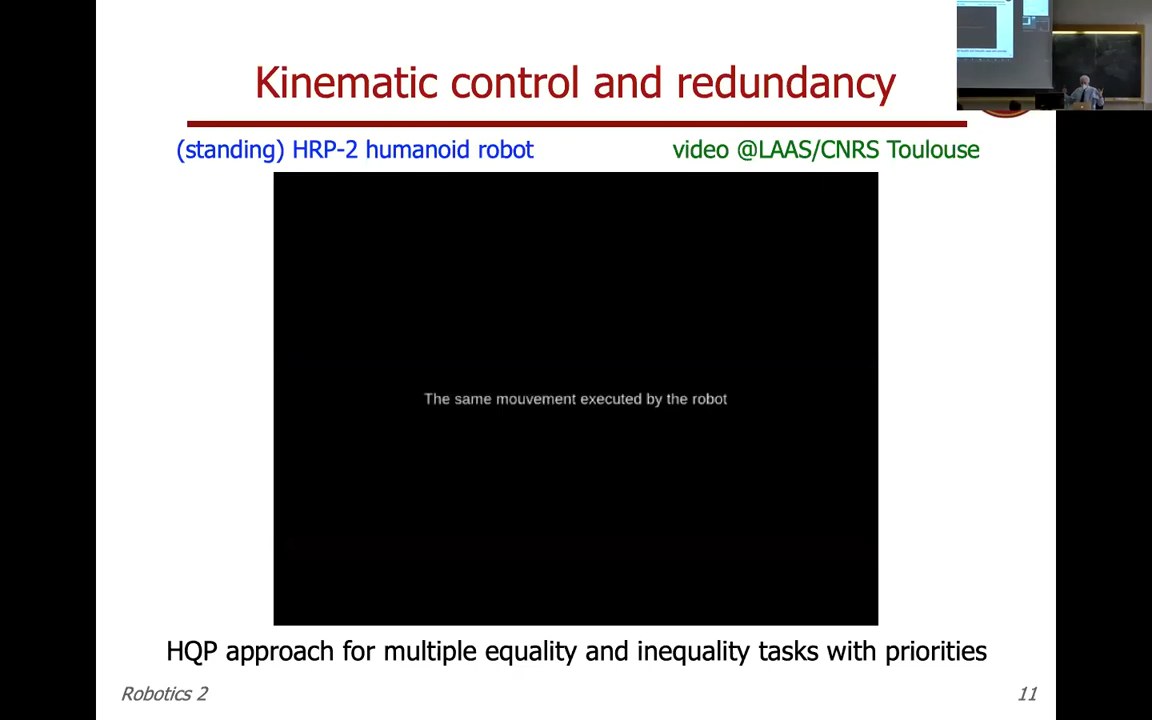 Kinematic control and redundancy
(standing) HRP-2 humanoid robot
video @LAAS/CNRS Toulouse
The same mouvement executed by the robot
HQP approach for multiple equality and inequality tasks with priorities
Robotics 2
11